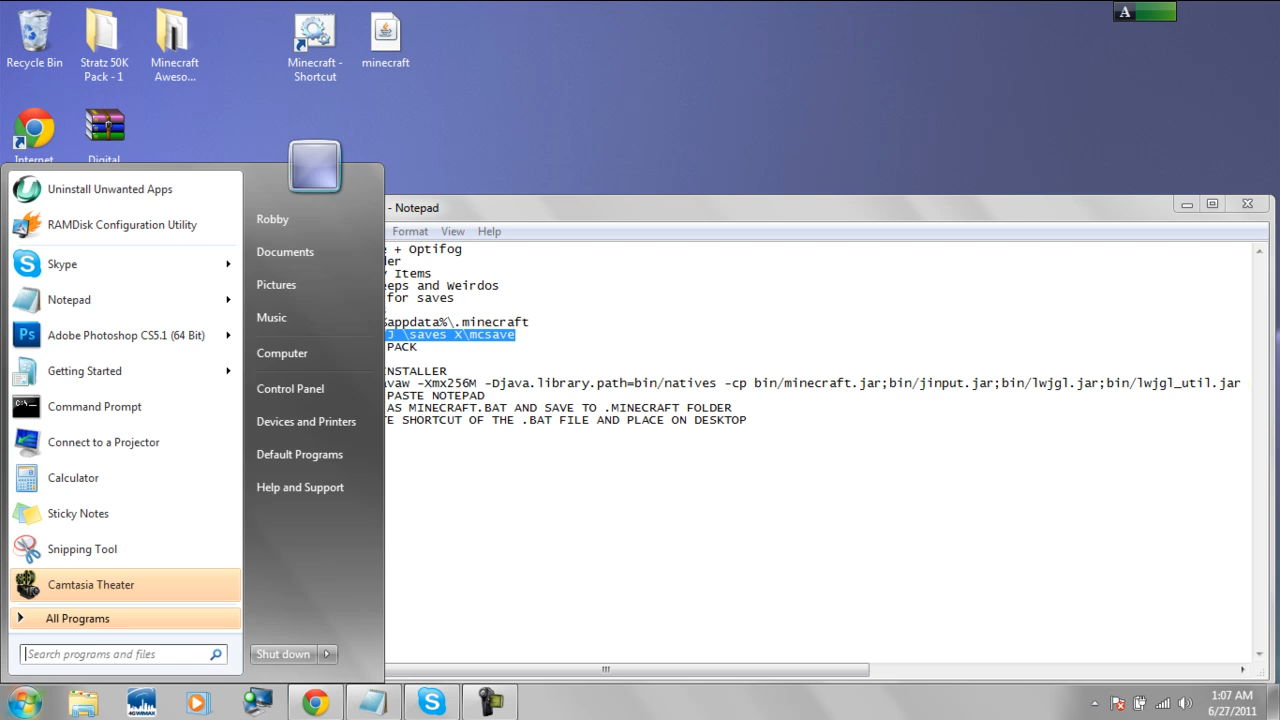 A
Recycle Bin
Stratz 50K
Pack - 1
Minecraft
Aweso...
Minecraft -
Shortcut
minecraft
Internet
Digital
Uninstall Unwanted Apps
RAMDisk Configuration Utility
Skype
Notepad
Adobe Photoshop CS5.1 (64 Bit)
Getting Started
Command Prompt
Connect to a Projector
Calculator
Sticky Notes
Snipping Tool
Camtasia Theater
All Programs
Search programs and files
Robby
Documents
Pictures
Music
Computer
Control Panel
Devices and Printers
Default Programs
Help and Support
Shut down
- Notepad
Format View Help
e + Optifog
der
y Items
eeps and weirdos
for saves
%appdata%\.minecraft
J \saves X\mcsave
PACK
INSTALLER
avaw -Xmx256M -Djava.library.path=bin/natives -cp bin/minecraft.jar;bin/jinput.jar;bin/lwjgl.jar;bin/lwjgl_util.jar
PASTE NOTEPAD
AS MINECRAFT.BAT AND SAVE TO .MINECRAFT FOLDER
TE SHORTCUT OF THE .BAT FILE AND PLACE ON DESKTOP
4GWIMAX
1:07 AM
6/27/2011